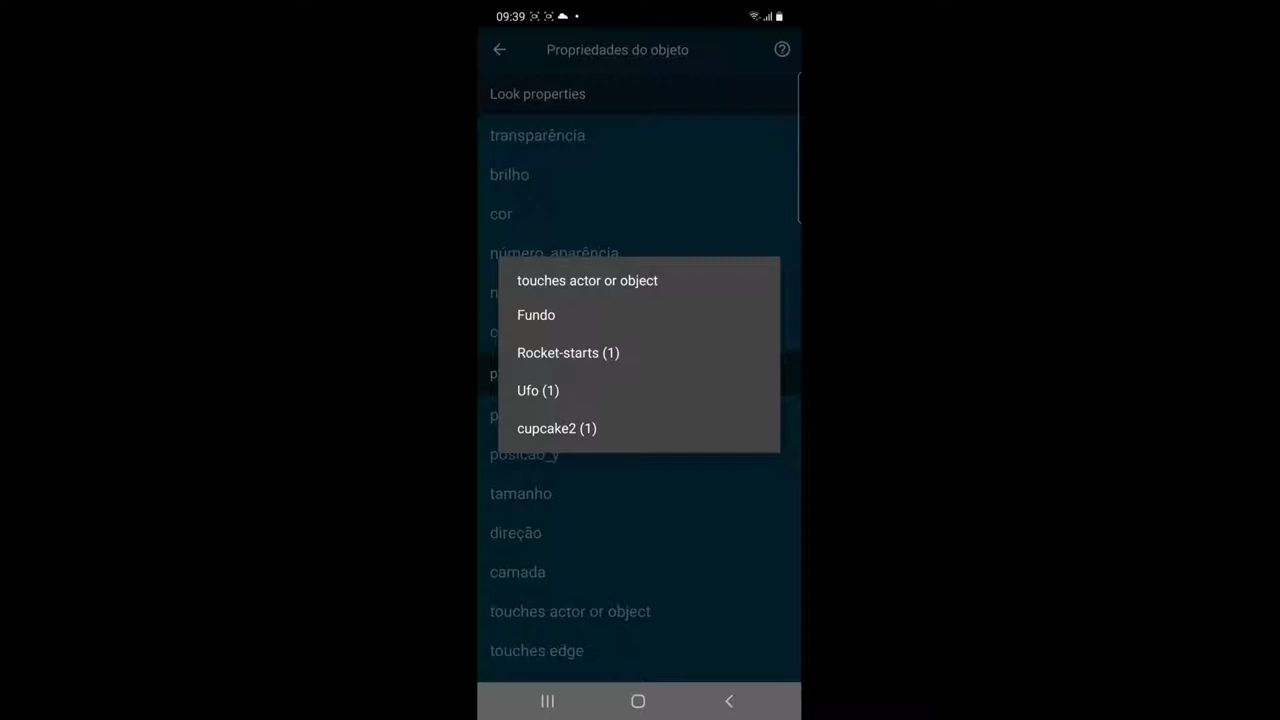 09:39
Propriedades do objeto
Look properties
transparência
brilho
cor
número_aparência
n
c
touches actor or object
Fundo
Rocket-starts (1)
Ufo (1)
cupcake2 (1)
p
p
posicao_y
tamanho
direção
camada
touches actor or object
touches edge